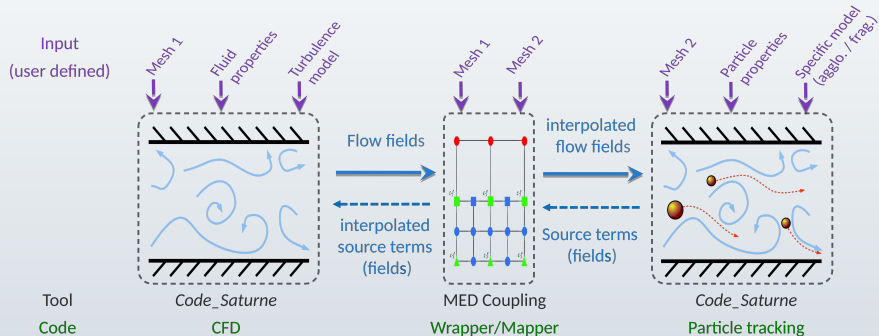 Input
(user defined)
Mesh 1
Fluid
properties
Turbulence
model
Mesh 1
Mesh 2
Mesh 2
Particle
properties
Specific model
(agglo. / frag.)
Flow fields
interpolated
source terms
(fields)
interpolated
flow fields
Source terms
(fields)
Tool
Code_Saturne
MED Coupling
Code_Saturne
Code
CFD
Wrapper/Mapper
Particle tracking